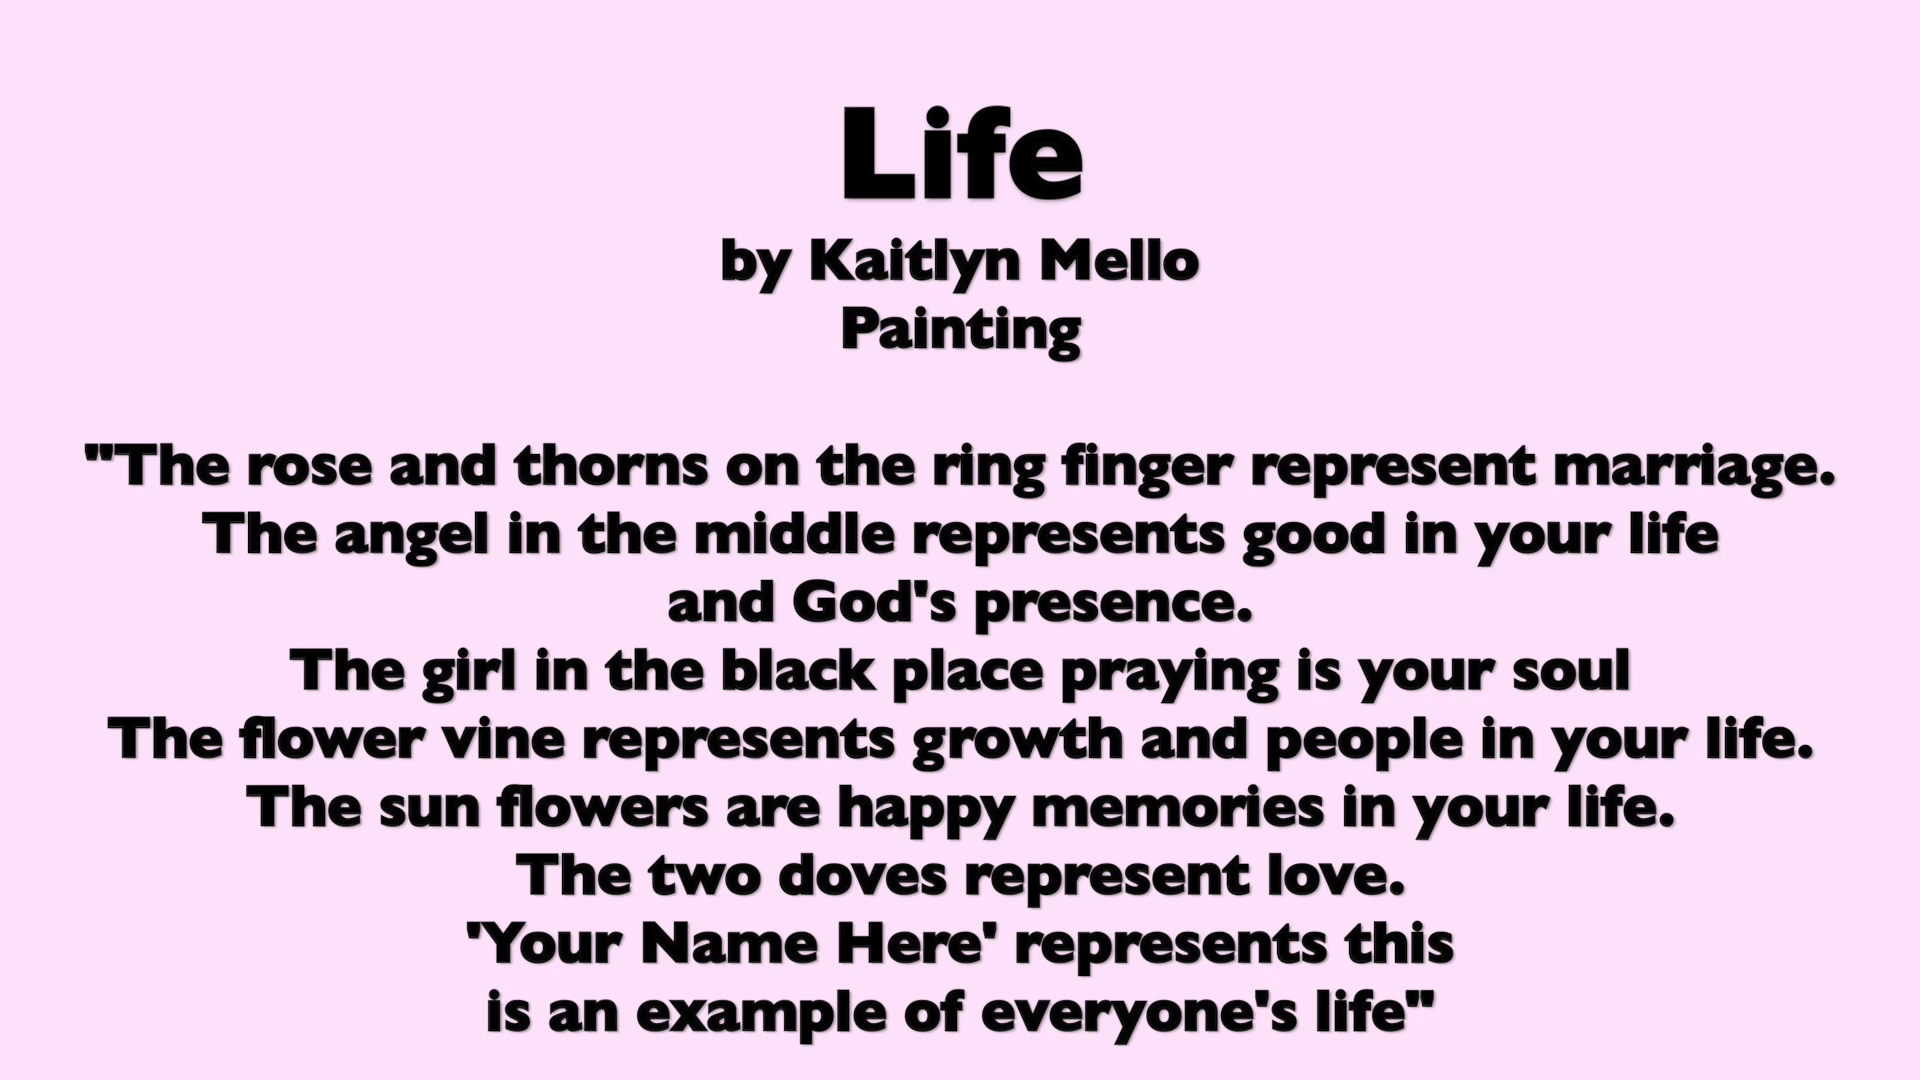 Life
by Kaitlyn Mello
Painting
"The rose and thorns on the ring finger represent marriage.
The angel in the middle represents good in your life
and God's presence.
The girl in the black place praying is your soul
The flower vine represents growth and people in your life.
The sun flowers are happy memories in your life.
The two doves represent love.
'Your Name Here' represents this
is an example of everyone's life"